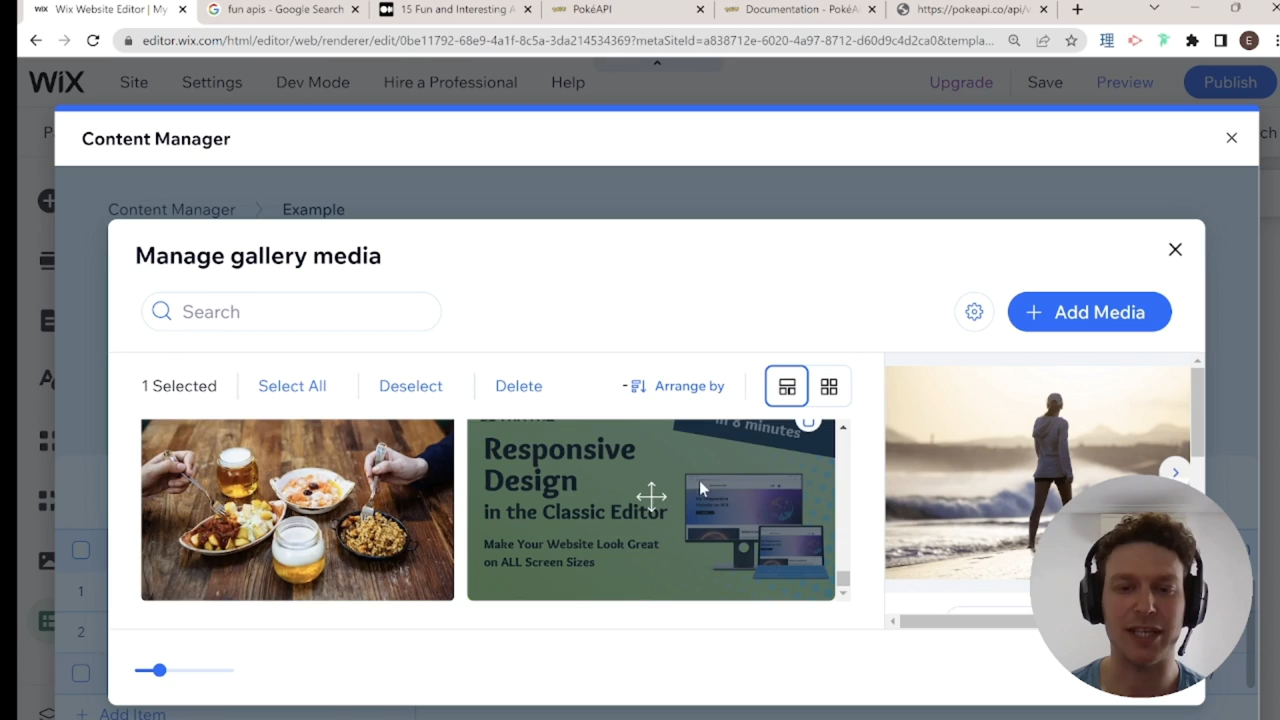 WiX Wix Website Editor | My
G fun apis - Google Search
15 Fun and Interesting A
PokéAPI
Documentation - PokéA
https://pokeapi.co/api/v
editor.wix.com/html/editor/web/renderer/edit/0be11792-68e9-4a1f-8c5a-3da214534369?metaSiteId=a838712e-6020-4a97-8712-d60d9c4d2ca0&templa...
理
E
WiX
Site
Settings
Dev Mode
Hire a Professional
Help
Upgrade
Save
Preview
Publish
Content Manager
Content Manager
Example
Manage gallery media
Search
+ Add Media
1 Selected
Select All
Deselect
Delete
Arrange by
in 8 minutes
Responsive
Design
in the Classic Editor
Make Your Website Look Great
on ALL Screen Sizes
1
2
+ Add Item